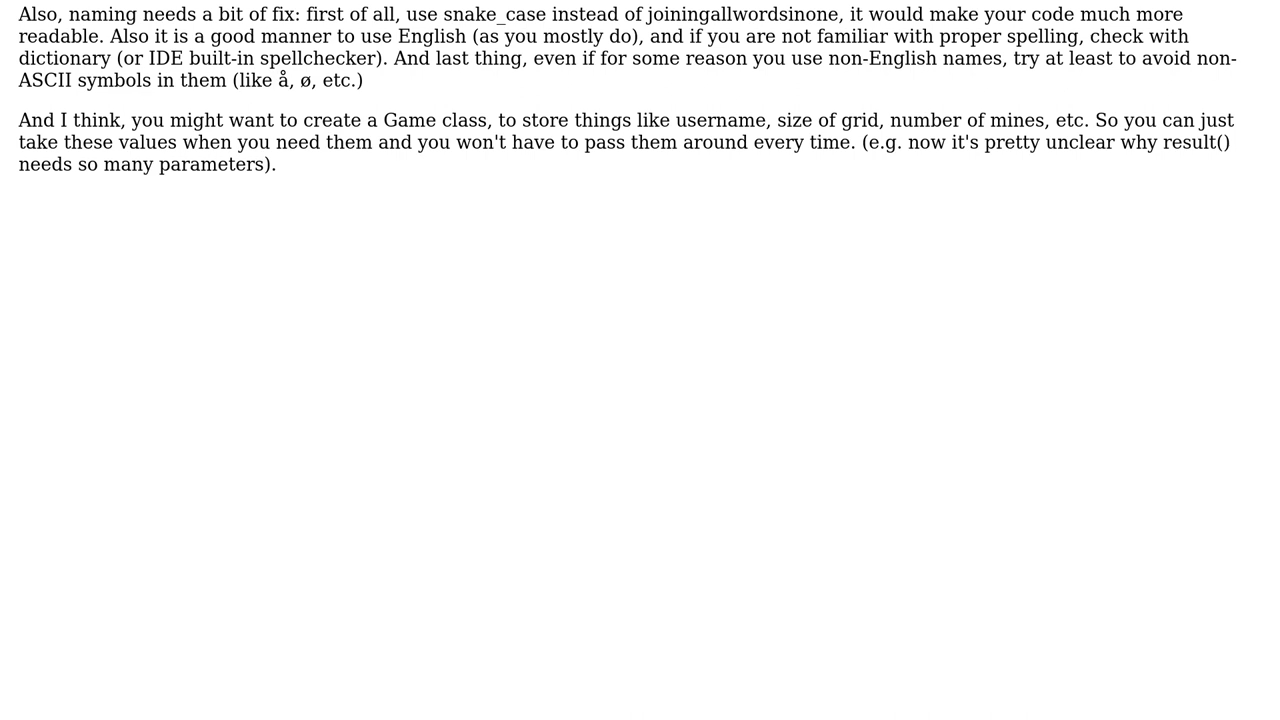 Also, naming needs a bit of fix: first of all, use snake_case instead of joiningallwordsinone, it would make your code much more
readable. Also it is a good manner to use English (as you mostly do), and if you are not familiar with proper spelling, check with
dictionary (or IDE built-in spellchecker). And last thing, even if for some reason you use non-English names, try at least to avoid non-
ASCII symbols in them (like å, ø, etc.)
And I think, you might want to create a Game class, to store things like username, size of grid, number of mines, etc. So you can just
take these values when you need them and you won't have to pass them around every time. (e.g. now it's pretty unclear why result()
needs so many parameters).